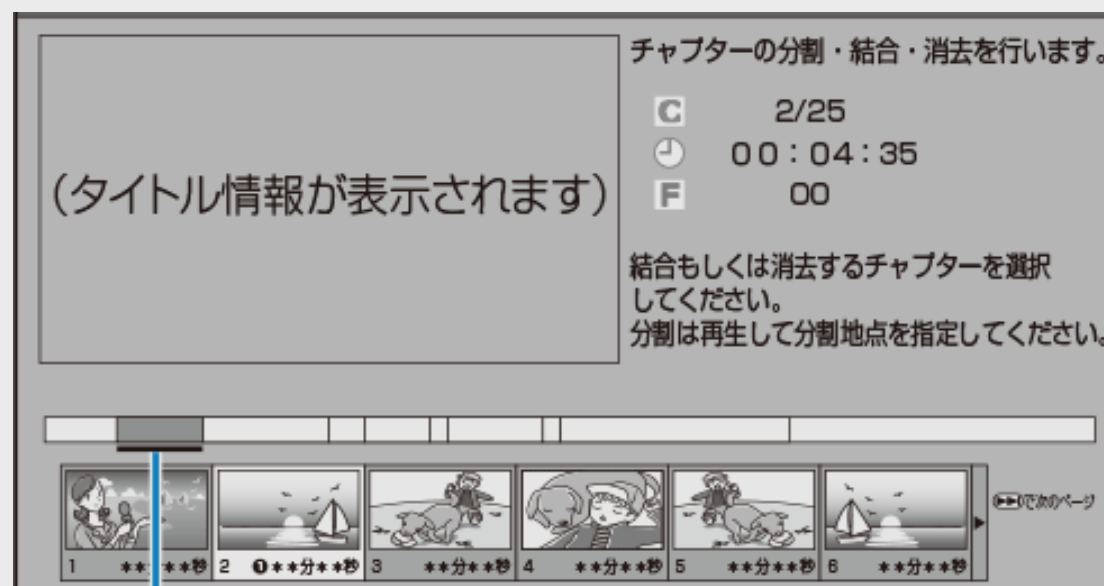 チャプターの分割・結合・消去を行います。
C 2/25
00:04:35
F 00
(タイトル情報が表示されます)
結合もしくは消去するチャプターを選択
してください。
分割は再生して分割地点を指定してください。
1 **分**秒 2 ❶**分**秒 3 **分**秒 4 **分**秒 5 **分**秒 6 **分**秒
▶▶で次のページ